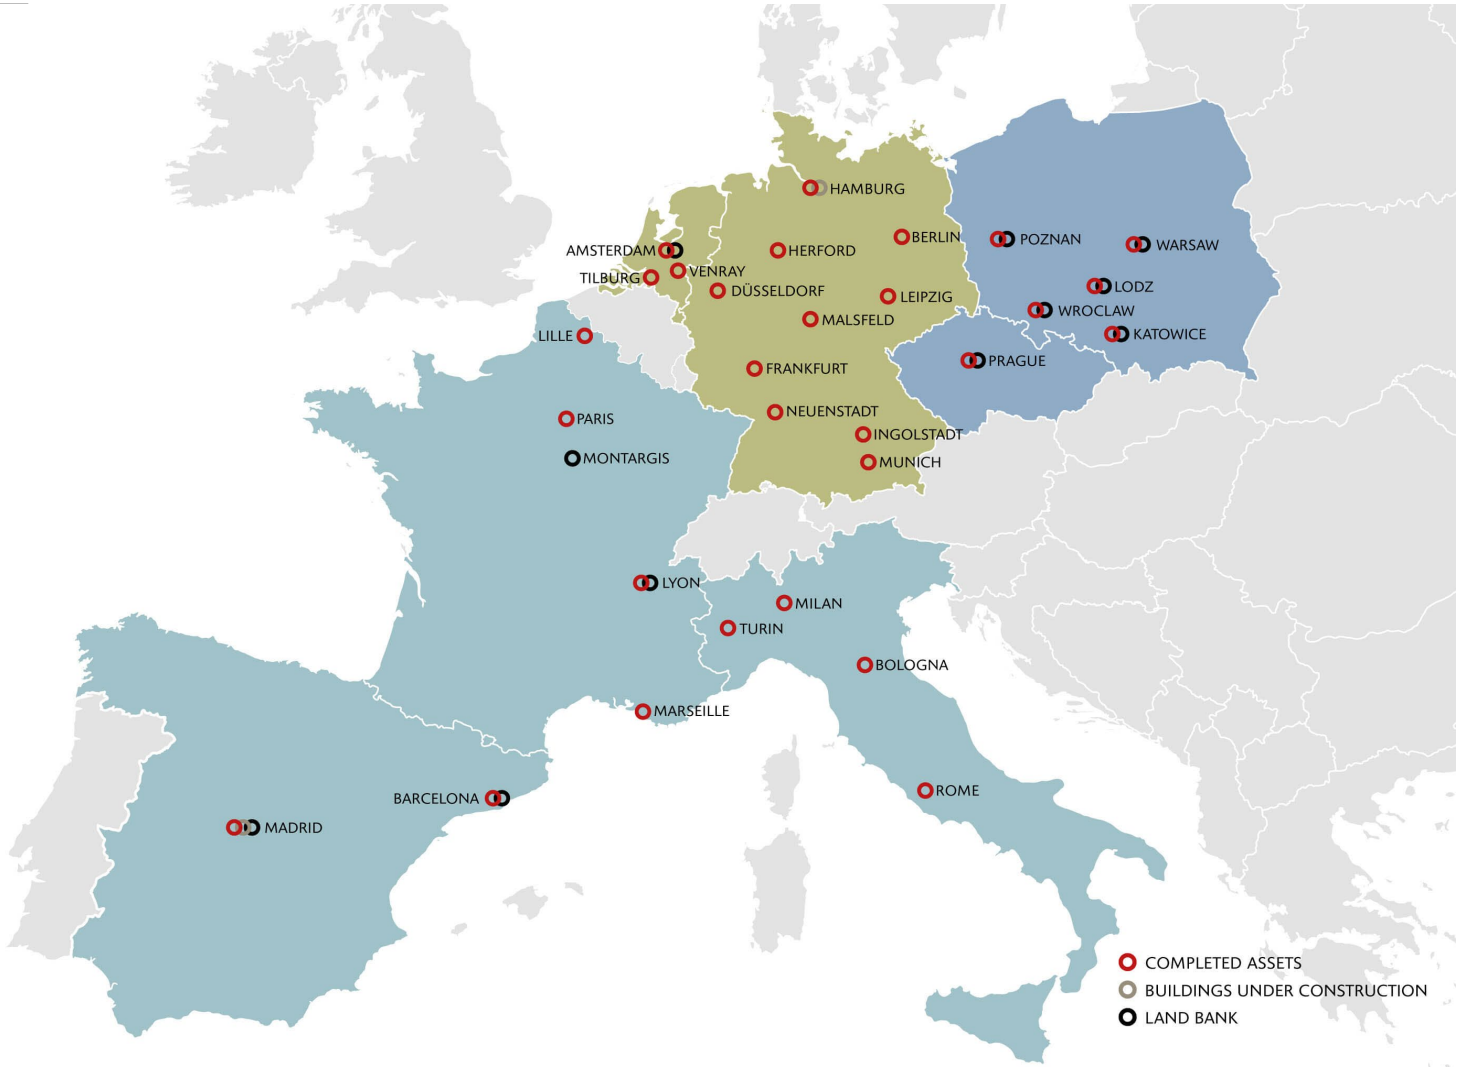 HAMBURG
BERLIN
POZNAN
WARSAW
AMSTERDAM
HERFORD
VENRAY
TILBURG
DÜSSELDORF
LEIPZIG
LODZ
WROCLAW
MALSFELD
KATOWICE
LILLE
PRAGUE
FRANKFURT
NEUENSTADT
PARIS
INGOLSTADT
MONTARGIS
MUNICH
LYON
MILAN
TURIN
BOLOGNA
MARSEILLE
ROME
BARCELONA
MADRID
COMPLETED ASSETS
BUILDINGS UNDER CONSTRUCTION
LAND BANK